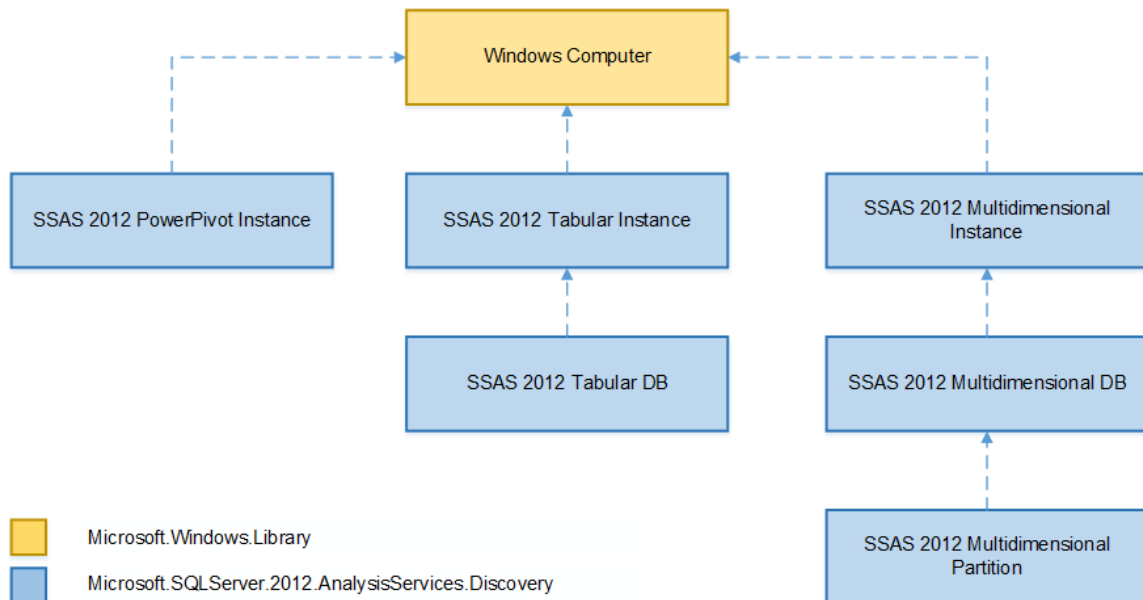 Windows Computer
SSAS 2012 PowerPivot Instance
SSAS 2012 Tabular Instance
SSAS 2012 Multidimensional
Instance
SSAS 2012 Tabular DB
SSAS 2012 Multidimensional DB
SSAS 2012 Multidimensional
Partition
Microsoft.Windows.Library
Microsoft.SQLServer.2012.AnalysisServices.Discovery